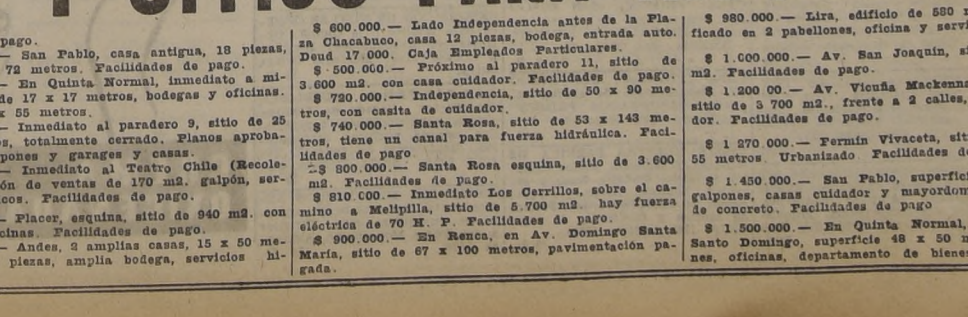 pago.
— San Pablo, casa antigua, 18 piezas,
72 metros. Facilidades de pago.
— En Quinta Normal, inmediato a mi-
de 17 x 17 metros, bodegas y oficinas.
x 55 metros.
— Inmediato al paradero 9, sitio de 25
s, totalmente cerrado. Planos aproba-
pones y garages y casas.
— Inmediato al Teatro Chile (Recole-
ón de ventas de 170 m2. galpón, ser-
cos. Facilidades de pago.
— Placer, esquina, sitio de 940 m2. con
cinas. Facilidades de pago.
— Andes, 2 amplias casas, 15 x 50 me-
piezas, amplia bodega, servicios hi-
$ 600.000.— Lado Independencia antes de la Pla-
za Chacabuco, casa 12 piezas, bodega, entrada auto.
Deud 17.000. Caja Empleados Particulares.
$ 500.000.— Próximo al paradero 11, sitio de
3.600 m2. con casa cuidador. Facilidades de pago.
$ 720.000.— Independencia, sitio de 50 x 90 me-
tros, con casita de cuidador.
$ 740.000.— Santa Rosa, sitio de 53 x 143 me-
tros, tiene un canal para fuerza hidráulica. Faci-
lidades de pago
$ 800.000.— Santa Rosa esquina, sitio de 3.600
m2. Facilidades de pago.
$ 810.000.— Inmediato Los Cerrillos, sobre el ca-
mino a Melipilla, sitio de 5.700 m2. hay fuerza
eléctrica de 70 H. P. Facilidades de pago.
$ 900.000.— En Renca, en Av. Domingo Santa
María, sitio de 67 x 100 metros, pavimentación pa-
gada.
$ 980.000.— Lira, edificio de 580
ficado en 2 pabellones, oficina y servi
$ 1.000.000.— Av. San Joaquín, si
m2. Facilidades de pago.
$ 1.200 00.— Av. Vicuña Mackenn
sitio de 3 700 m2., frente a 2 calles,
dor. Facilidades de pago.
$ 1 270.000.— Fermín Vivaceta, sit
55 metros. Urbanizado Facilidades d
$ 1.450.000.— San Pablo, superfici
galpones, casas cuidador y mayordom
de concreto. Facilidades de pago
$ 1.500.000.— En Quinta Normal,
Santo Domingo, superficie 48 x 50 m
nes, oficinas, departamento de biene